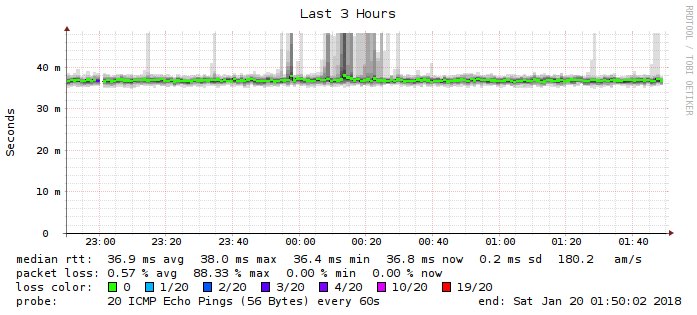 Last 3 Hours
RRDTOOL / TOBI OETIKER
Seconds
40 m
30 m
20 m
10 m
0
23:00 23:20 23:40 00:00 00:20 00:40 01:00 01:20 01:40
median rtt: 36.9 ms avg 38.0 ms max 36.4 ms min 36.8 ms now 0.2 ms sd 180.2 am/s
packet loss: 0.57 % avg 88.33 % max 0.00 % min 0.00 % now
loss color: 0 1/20 2/20 3/20 4/20 10/20 19/20
probe: 20 ICMP Echo Pings (56 Bytes) every 60s end: Sat Jan 20 01:50:02 2018